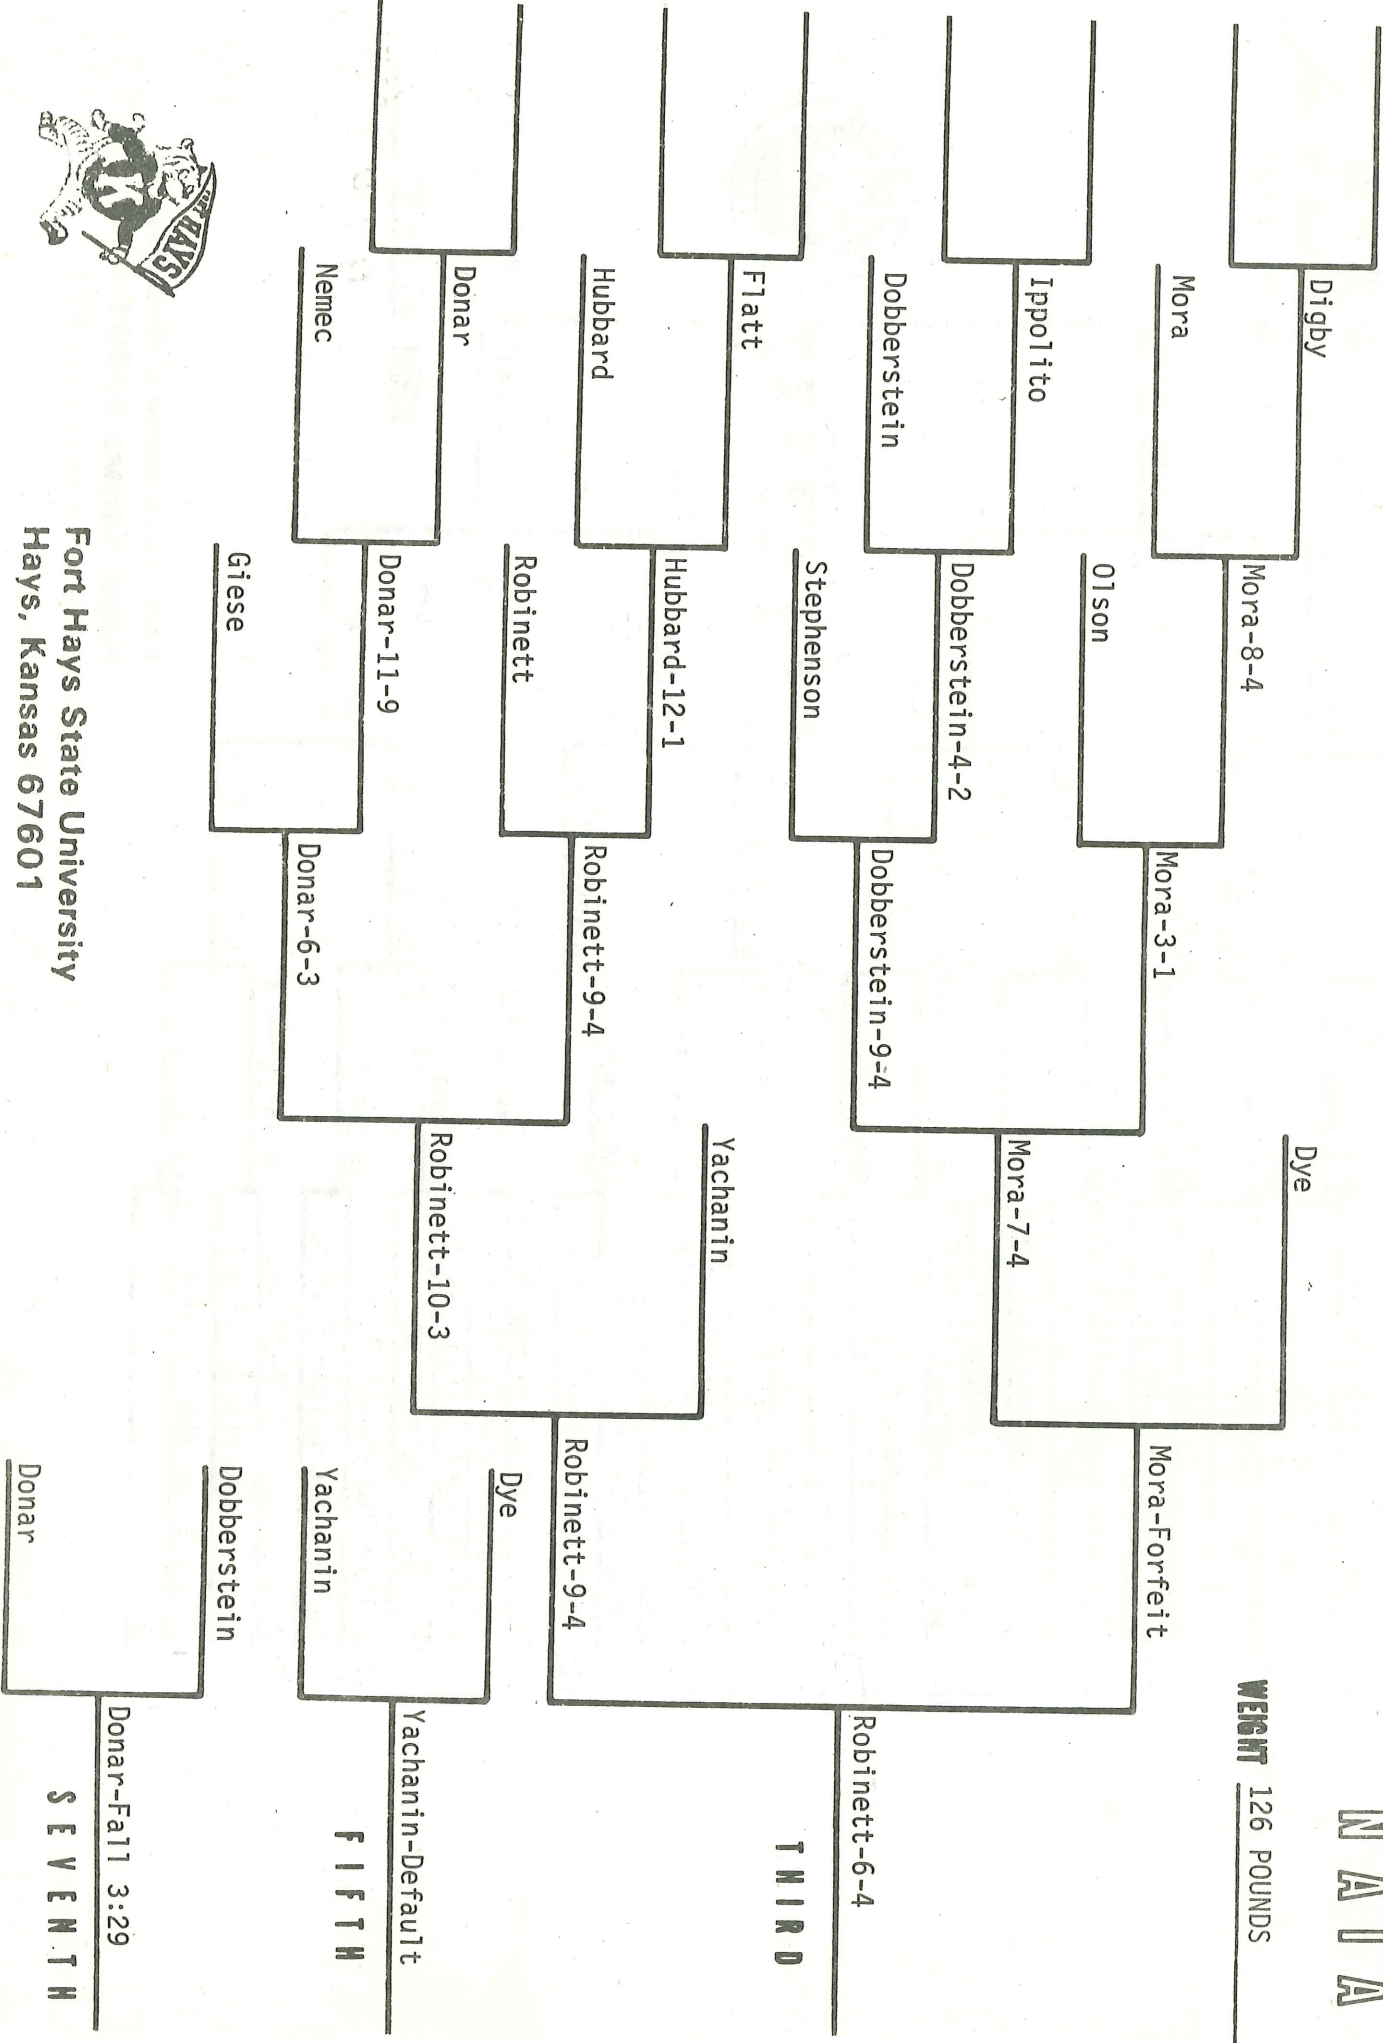 N A I A
WEIGHT 126 POUNDS
Digby
Mora
Mora-8-4
Olson
Mora-3-1
Ippolito
Dobberstein
Dobberstein-4-2
Stephenson
Dobberstein-9-4
Dye
Mora-7-4
Mora-Forfeit
Flatt
Hubbard
Hubbard-12-1
Robinett
Robinett-9-4
Donar
Nemec
Donar-11-9
Giese
Donar-6-3
Yachanin
Robinett-10-3
Robinett-9-4
Robinett-6-4
THIRD
Dye
Yachanin
Yachanin-Default
FIFTH
Dobberstein
Donar
Donar-Fall 3:29
SEVENTH
FORT HAYS
K
Fort Hays State University
Hays, Kansas 67601